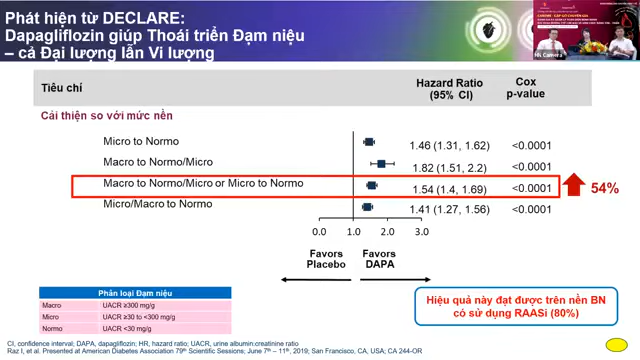 Phát hiện từ DECLARE:
Dapagliflozin giúp Thoái triển Đạm niệu
– cả Đại lượng lẫn Vi lượng
HN Camera
Tiêu chí
Hazard Ratio
(95% CI)
Cox
p-value
Cải thiện so với mức nền
Micro to Normo
1.46 (1.31, 1.62)
<0.0001
Macro to Normo/Micro
1.82 (1.51, 2.2)
<0.0001
Macro to Normo/Micro or Micro to Normo
1.54 (1.4, 1.69)
<0.0001
54%
Micro/Macro to Normo
1.41 (1.27, 1.56)
<0.0001
0.0 1.0 2.0 3.0
Favors
Placebo
Favors
DAPA
Phân loại Đạm niệu
Macro UACR ≥300 mg/g
Micro UACR ≥30 to <300 mg/g
Normo UACR <30 mg/g
Hiệu quả này đạt được trên nền BN
có sử dụng RAASi (80%)
CI, confidence interval; DAPA, dapagliflozin; HR, hazard ratio; UACR, urinine albumin:creatine ratio
Raz I, et al. Presented at American Diabetes Association 79th Scientific Sessions; June 7th – 11th, 2019; San Francisco, CA, USA; CA 244-OR